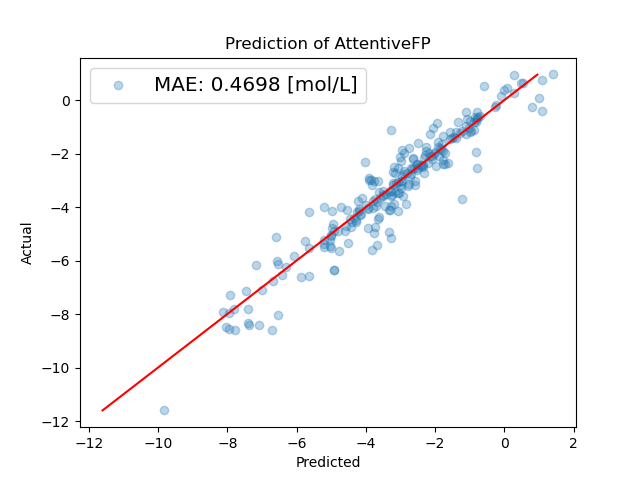 Prediction of AttentiveFP
MAE: 0.4698 [mol/L]
0
−2
−4
−6
−8
−10
−12
Actual
−12 −10 −8 −6 −4 −2 0 2
Predicted